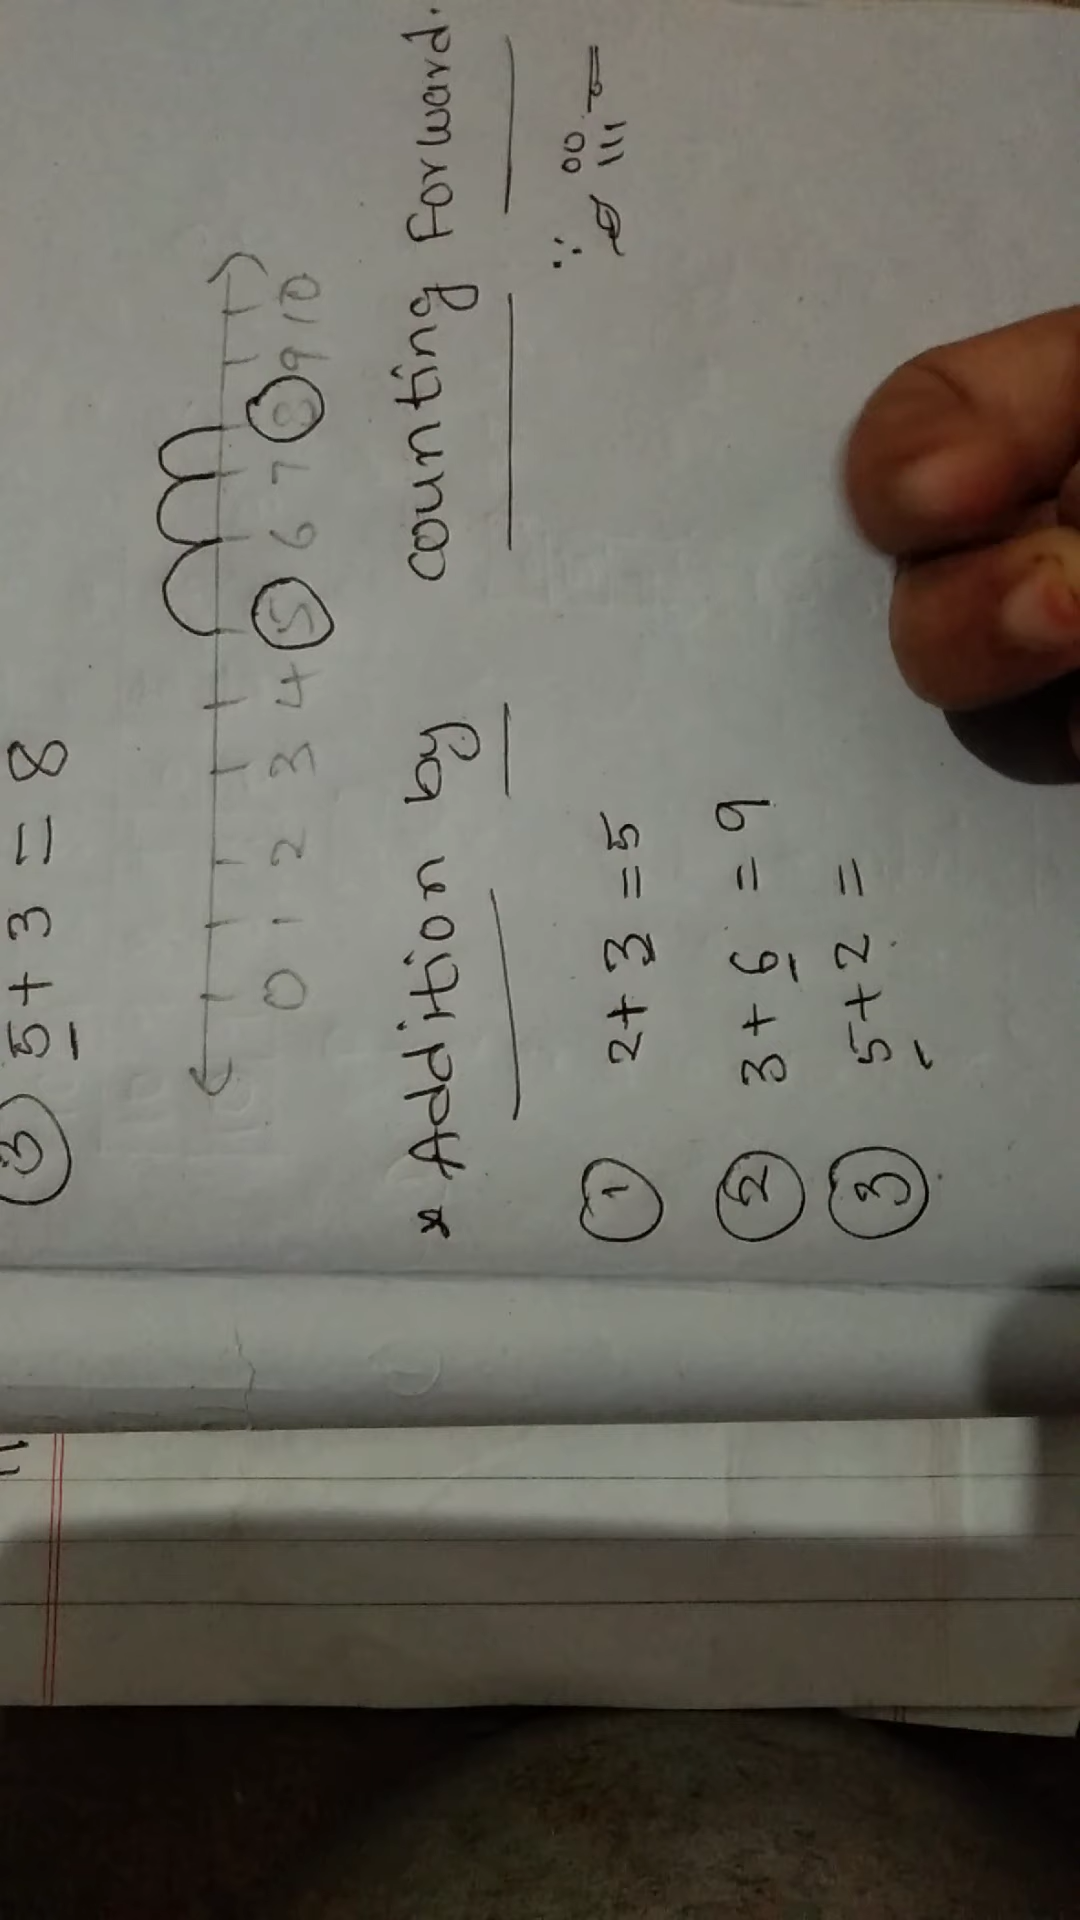 ③ 5+3=8
0 1 2 3 4 5 6 7 8 9 10
* Addition by counting forward.
① 2+3=5
② 3+6=9
③ 5+2=